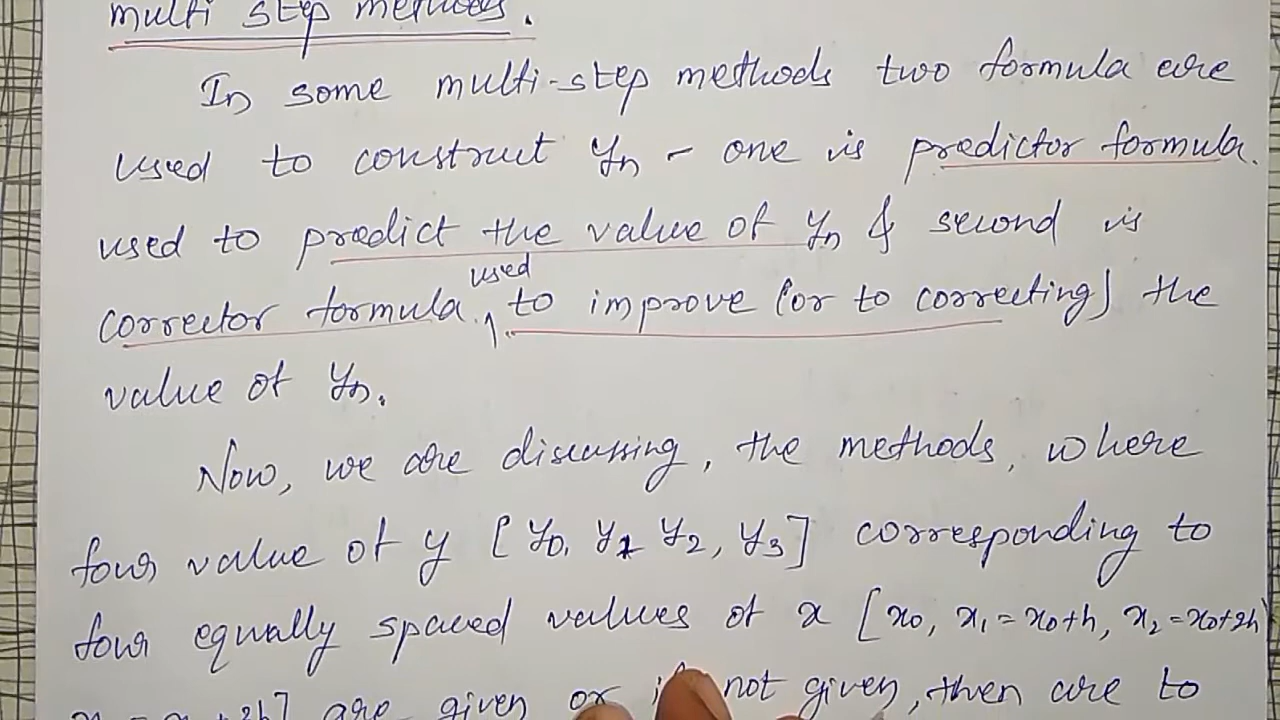 multi step methods.
In some multi-step methods two formula are
used to construct yn - one is predictor formula.
used to predict the value of yn & second is
used
corrector formula, to improve (or to correcting) the
value of yn.
Now, we are discussing, the methods, where
four value of y [y0, y1 y2, y3] corresponding to
four equally spaced values of x [x0, x1 = x0+h, x2 = x0+2h
are given or if not given, then are to